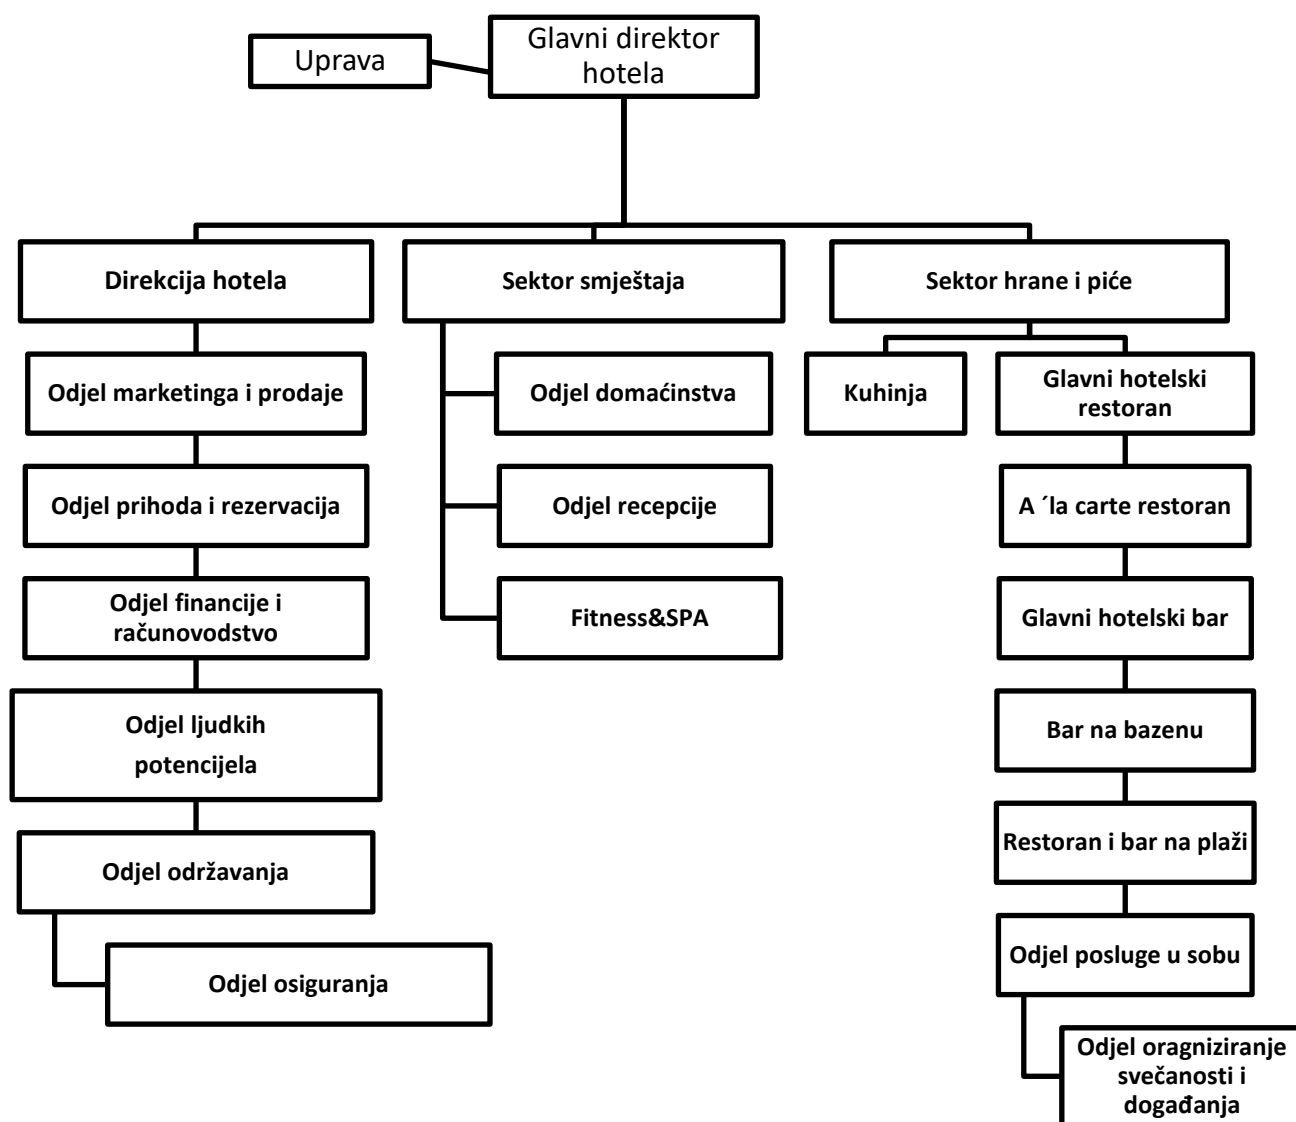 Uprava
Glavni direktor
hotela
Direkcija hotela
Sektor smještaja
Sektor hrane i piće
Odjel marketinga i prodaje
Odjel domaćinstva
Kuhinja
Glavni hotelski
restoran
Odjel prihoda i rezervacija
Odjel recepcije
A ´la carte restoran
Odjel financije i
računovodstvo
Fitness&SPA
Glavni hotelski bar
Odjel ljudkih
potencijela
Bar na bazenu
Odjel održavanja
Restoran i bar na plaži
Odjel osiguranja
Odjel posluge u sobu
Odjel oragniziranje
svečanosti i
događanja